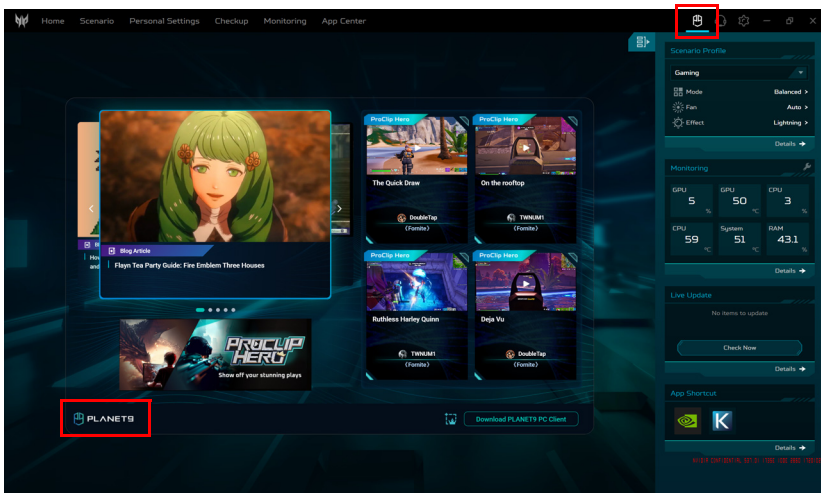 Home Scenario Personal Settings Checkup Monitoring App Center
ProClip Hero
The Quick Draw
DoubleTap
(Fornite)
ProClip Hero
On the rooftop
TWNUM1
(Fornite)
Blog Article
Flayn Tea Party Guide: Fire Emblem Three Houses
ProClip Hero
Ruthless Harley Quinn
TWNUM1
(Fornite)
ProClip Hero
Deja Vu
DoubleTap
(Fornite)
PROCLIP
HERO
Show off your stunning plays
PLANET9
Download PLANET9 PC Client
Scenario Profile
Gaming
Mode Balanced >
Fan Auto >
Effect Lightning >
Details
Monitoring
GPU
5
%
GPU
50
°C
CPU
3
%
CPU
59
°C
System
51
°C
RAM
43.1
%
Details
Live Update
No items to update
Check Now
Details
App Shortcut
K
Details